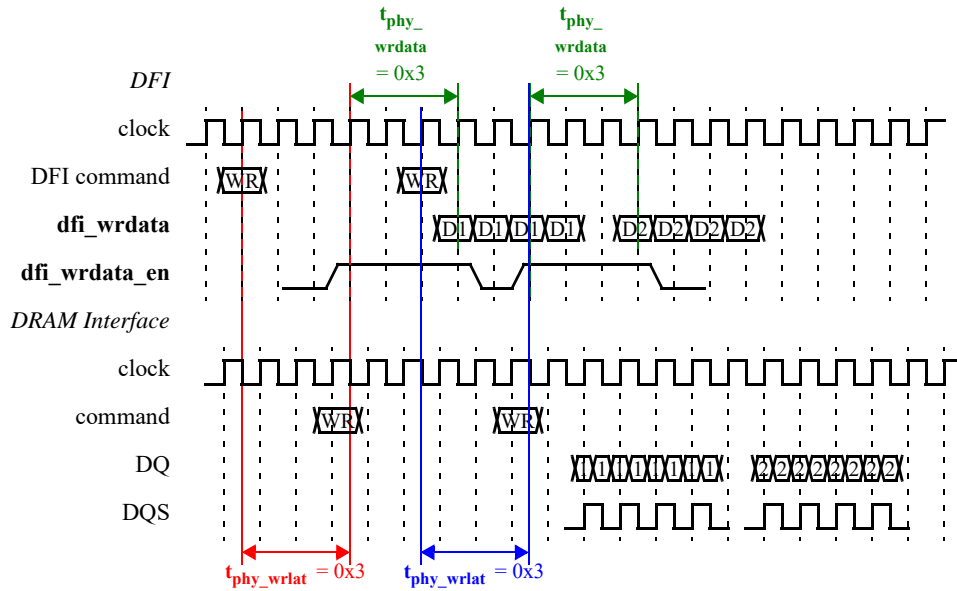 tphy_ tphy_
wrdata wrdata
= 0x3 = 0x3
DFI
clock
DFI command WR WR
dfi_wrdata D1 D1 D1 D1 D2 D2 D2 D2
dfi_wrdata_en
DRAM Interface
clock
command WR WR
DQ 1 1 1 1 1 1 1 1 2 2 2 2 2 2 2 2
DQS
tphy_wrlat = 0x3 tphy_wrlat = 0x3